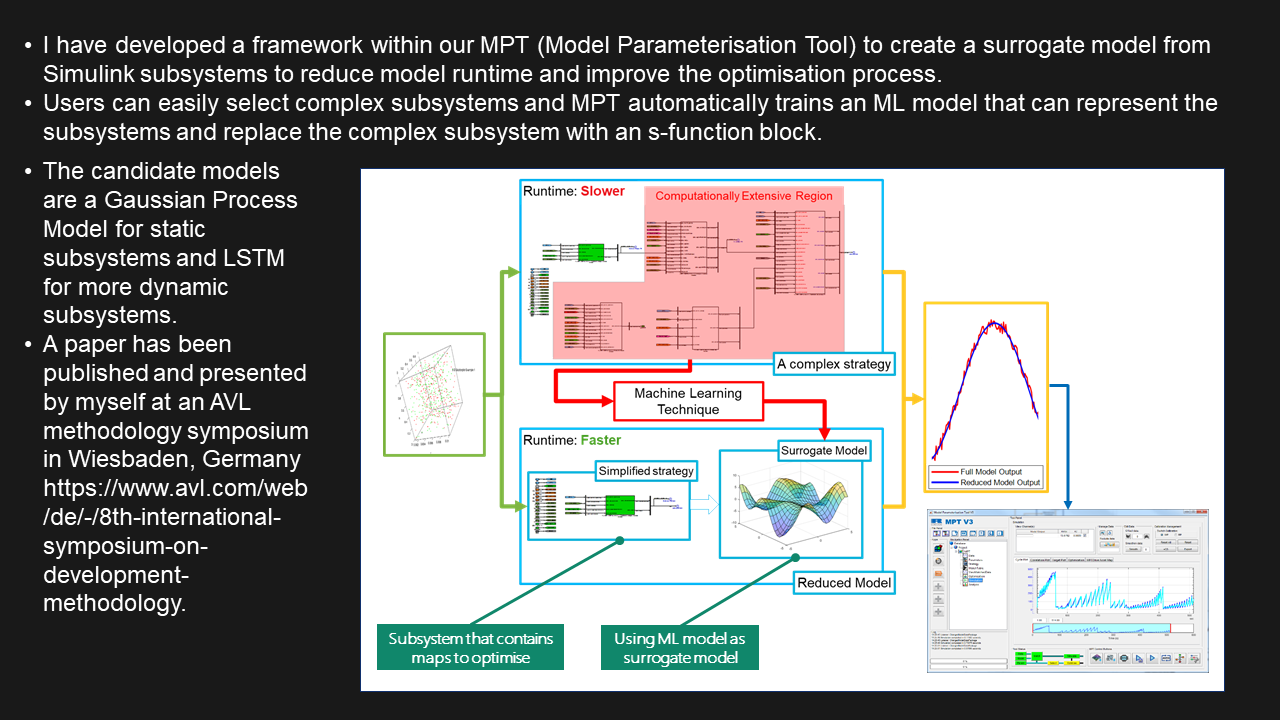 • I have developed a framework within our MPT (Model Parameterisation Tool) to create a surrogate model from
Simulink subsystems to reduce model runtime and improve the optimisation process.
• Users can easily select complex subsystems and MPT automatically trains an ML model that can represent the
subsystems and replace the complex subsystem with an s-function block.
• The candidate models
are a Gaussian Process
Model for static
subsystems and LSTM
for more dynamic
subsystems.
• A paper has been
published and presented
by myself at an AVL
methodology symposium
in Wiesbaden, Germany
https://www.avl.com/web
/de/-/8th-international-
symposium-on-
development-
methodology.
Runtime: Slower
Computationally Extensive Region
A complex strategy
Machine Learning
Technique
Runtime: Faster
Simplified strategy
Surrogate Model
Reduced Model
Subsystem that contains
maps to optimise
Using ML model as
surrogate model
Full Model Output
Reduced Model Output
MPT V3